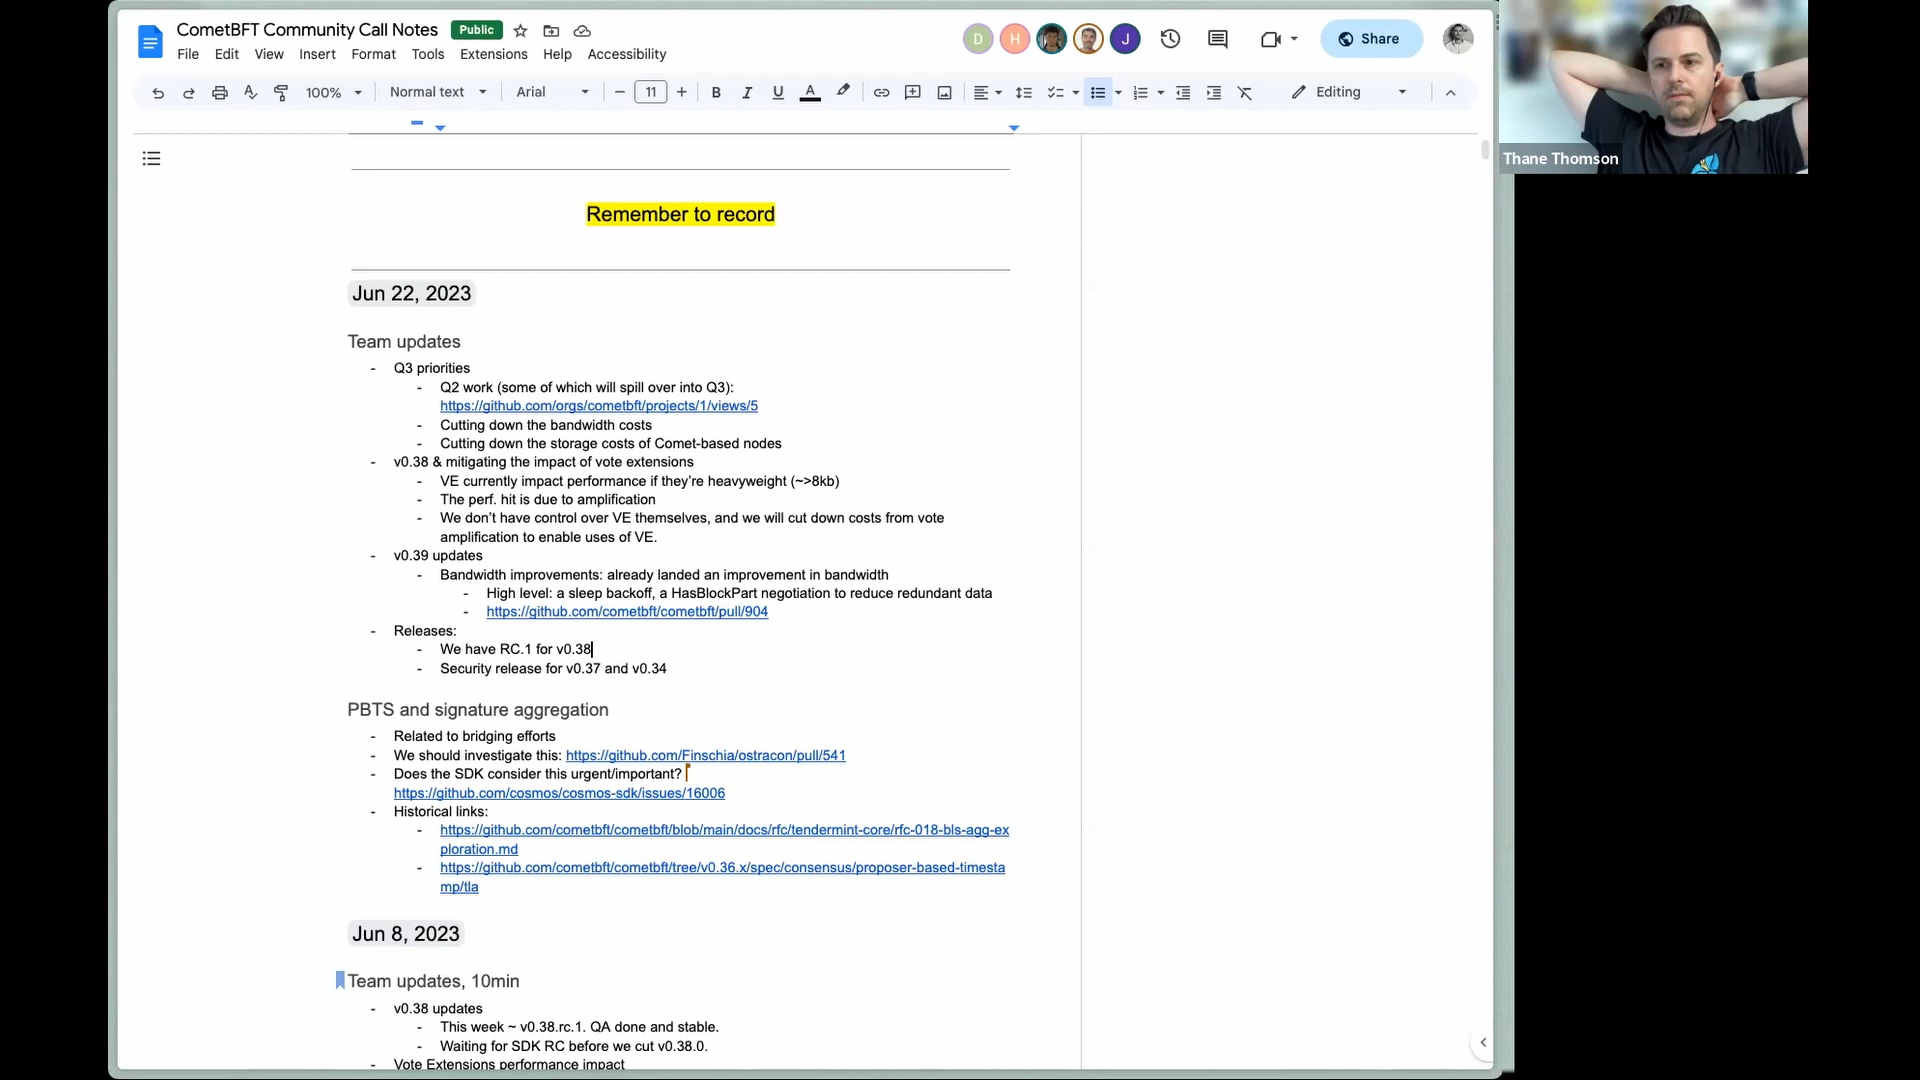 CometBFT Community Call Notes Public
D H J Share
File Edit View Insert Format Tools Extensions Help Accessibility
100% Normal text Arial − 11 + B I U A Editing
Thane Thomson
Remember to record
Jun 22, 2023
Team updates
- Q3 priorities
- Q2 work (some of which will spill over into Q3):
https://github.com/orgs/cometbft/projects/1/views/5
- Cutting down the bandwidth costs
- Cutting down the storage costs of Comet-based nodes
- v0.38 & mitigating the impact of vote extensions
- VE currently impact performance if they’re heavyweight (~>8kb)
- The perf. hit is due to amplification
- We don’t have control over VE themselves, and we will cut down costs from vote
amplification to enable uses of VE.
- v0.39 updates
- Bandwidth improvements: already landed an improvement in bandwidth
- High level: a sleep backoff, a HasBlockPart negotiation to reduce redundant data
- https://github.com/cometbft/cometbft/pull/904
- Releases:
- We have RC.1 for v0.38
- Security release for v0.37 and v0.34
PBTS and signature aggregation
- Related to bridging efforts
- We should investigate this: https://github.com/Finschia/ostracon/pull/541
- Does the SDK consider this urgent/important?
https://github.com/cosmos/cosmos-sdk/issues/16006
- Historical links:
- https://github.com/cometbft/cometbft/blob/main/docs/rfc/tendermint-core/rfc-018-bls-agg-ex
ploration.md
- https://github.com/cometbft/cometbft/tree/v0.36.x/spec/consensus/proposer-based-timesta
mp/tla
Jun 8, 2023
Team updates, 10min
- v0.38 updates
- This week ~ v0.38.rc.1. QA done and stable.
- Waiting for SDK RC before we cut v0.38.0.
- Vote Extensions performance impact